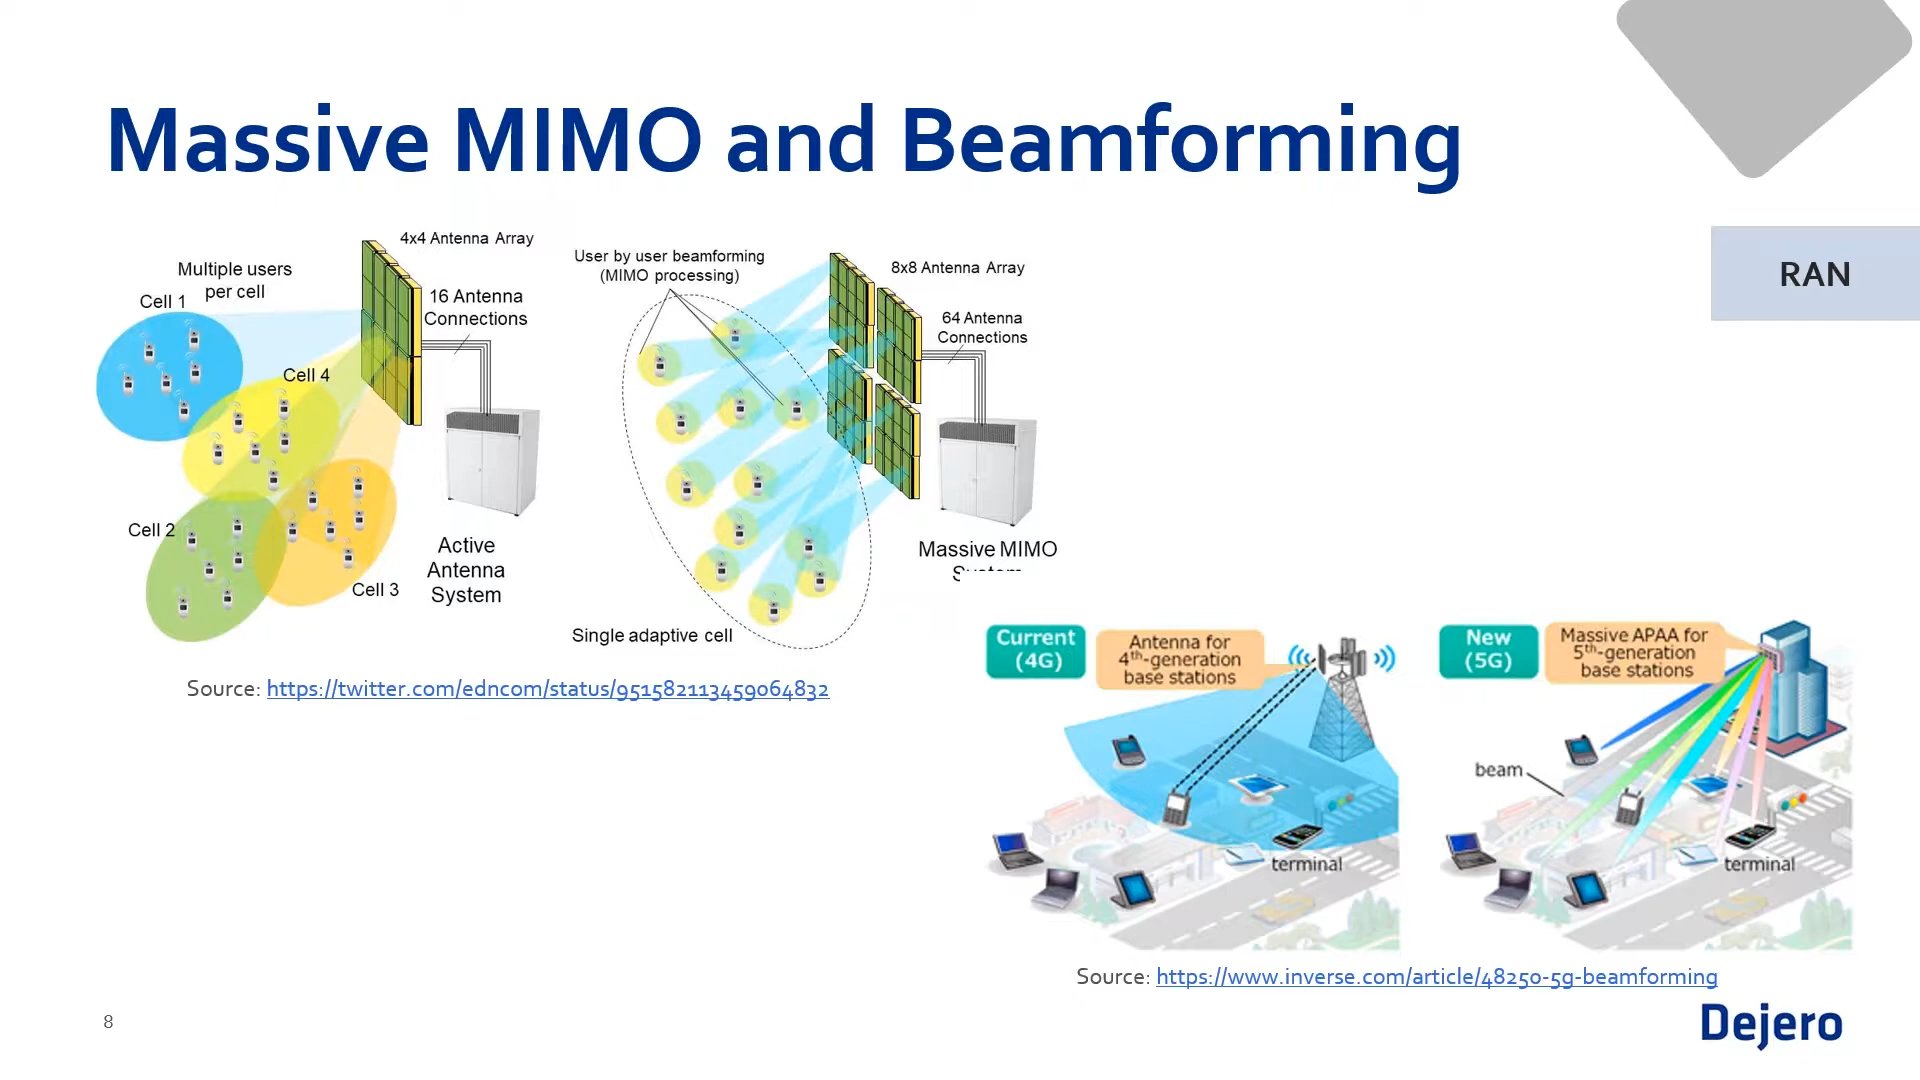 Massive MIMO and Beamforming
RAN
4x4 Antenna Array
Multiple users
per cell
Cell 1
16 Antenna
Connections
Cell 4
Cell 2
Cell 3
Active
Antenna
System
User by user beamforming
(MIMO processing)
8x8 Antenna Array
64 Antenna
Connections
Massive MIMO
System
Single adaptive cell
Source: https://twitter.com/edncom/status/951582113459064832
Current
(4G)
Antenna for
4th-generation
base stations
terminal
New
(5G)
Massive APAA for
5th-generation
base stations
beam
terminal
Source: https://www.inverse.com/article/48250-5g-beamforming
8
Dejero